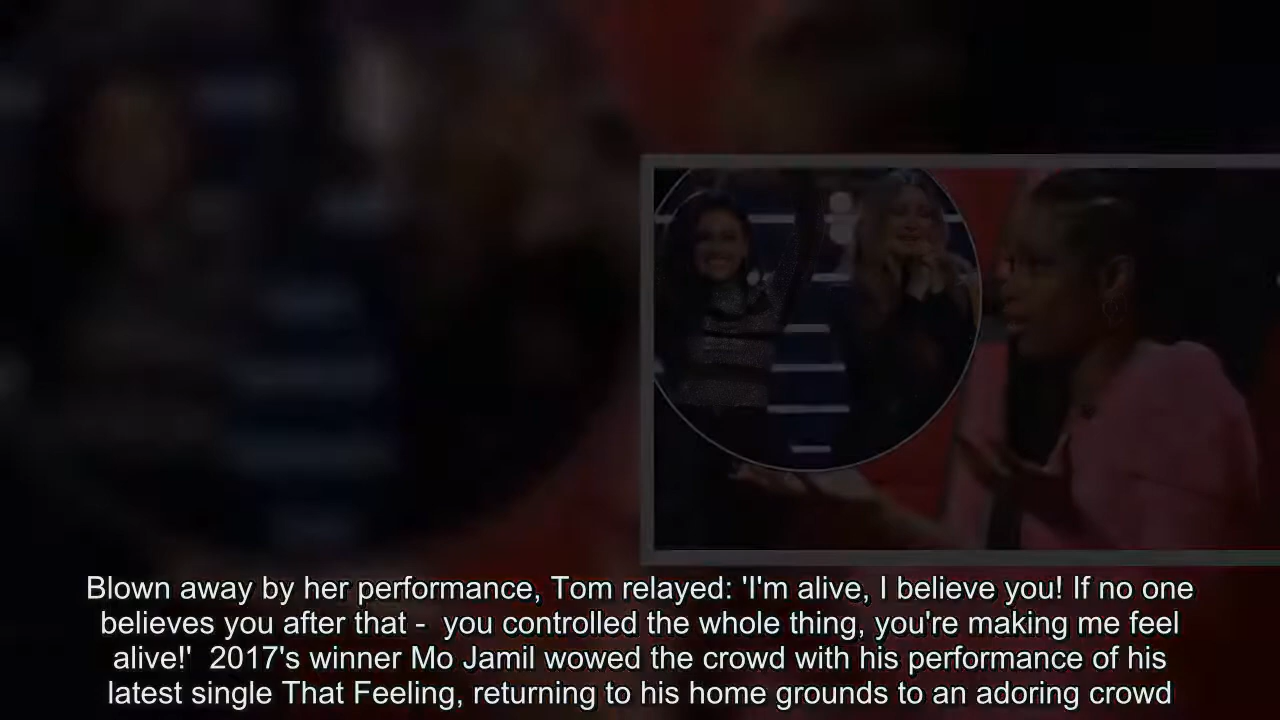 Blown away by her performance, Tom relayed: 'I'm alive, I believe you! If no one
believes you after that -  you controlled the whole thing, you're making me feel
alive!'  2017's winner Mo Jamil wowed the crowd with his performance of his
latest single That Feeling, returning to his home grounds to an adoring crowd